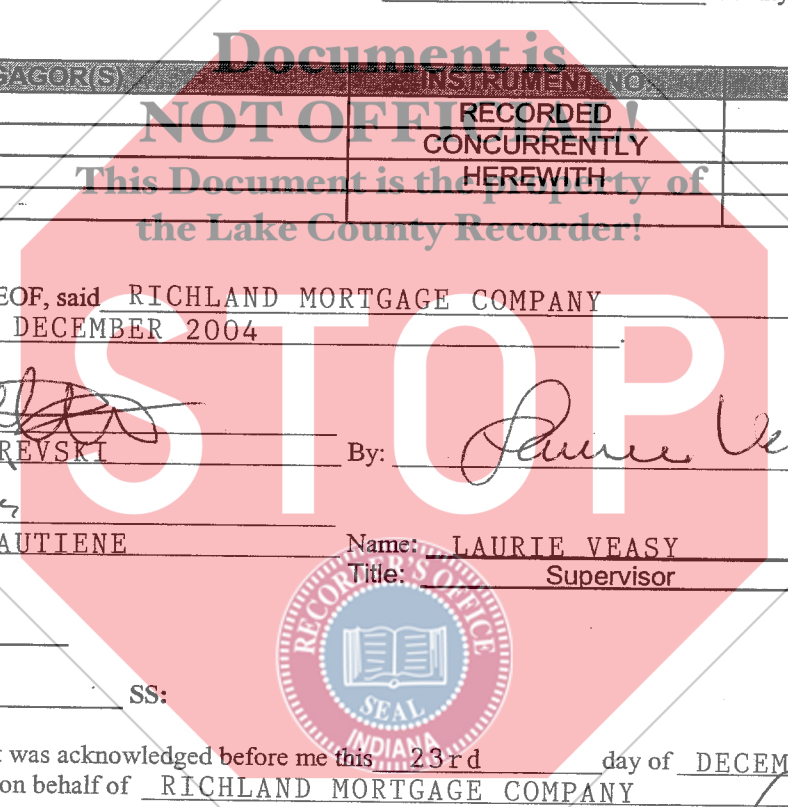 Document is
GAGOR(S) INSTRUMENT NO.
NOT OFFICIAL!
RECORDED
CONCURRENTLY
This Document is the property of
HEREWITH
the Lake County Recorder!
EOF, said RICHLAND MORTGAGE COMPANY
DECEMBER 2004
STOP
REVSKI By: Laurie Ve
AUTIENE Name: LAURIE VEASY
Title: Supervisor
RECORDER'S OFFICE
SEAL
INDIANA
SS:
t was acknowledged before me this 23rd day of DECEM
on behalf of RICHLAND MORTGAGE COMPANY